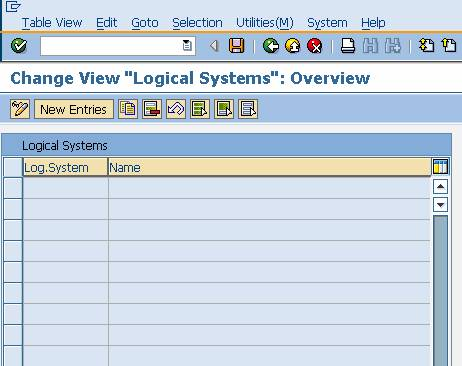 Table View Edit Goto Selection Utilities(M) System Help
Change View "Logical Systems": Overview
New Entries
Logical Systems
Log.System Name